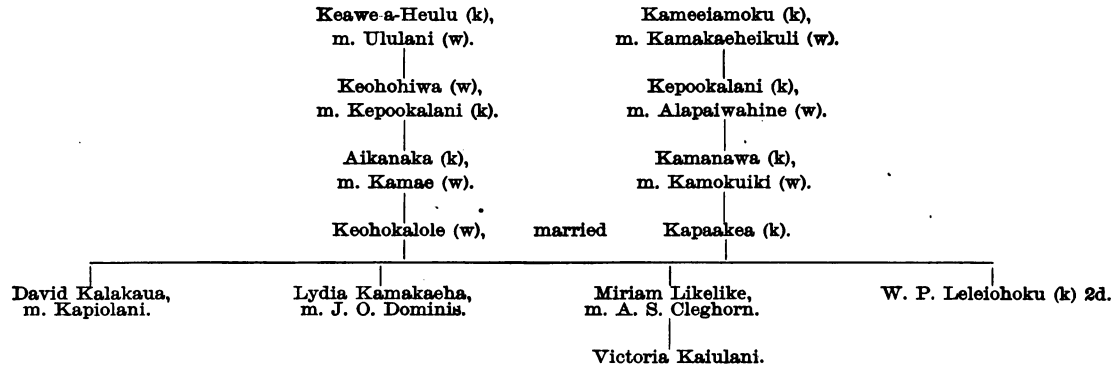 Keawe-a-Heulu (k),
m. Ululani (w).
Kameeiamoku (k),
m. Kamakaeheikuli (w).
Keohohiwa (w),
m. Kepookalani (k).
Kepookalani (k),
m. Alapaiwahine (w).
Aikanaka (k),
m. Kamae (w).
Kamanawa (k),
m. Kamokuiki (w).
Keohokalole (w), married Kapaakea (k).
David Kalakaua,
m. Kapiolani.
Lydia Kamakaeha,
m. J. O. Dominis.
Miriam Likelike,
m. A. S. Cleghorn.
W. P. Leleiohoku (k) 2d.
Victoria Kaiulani.